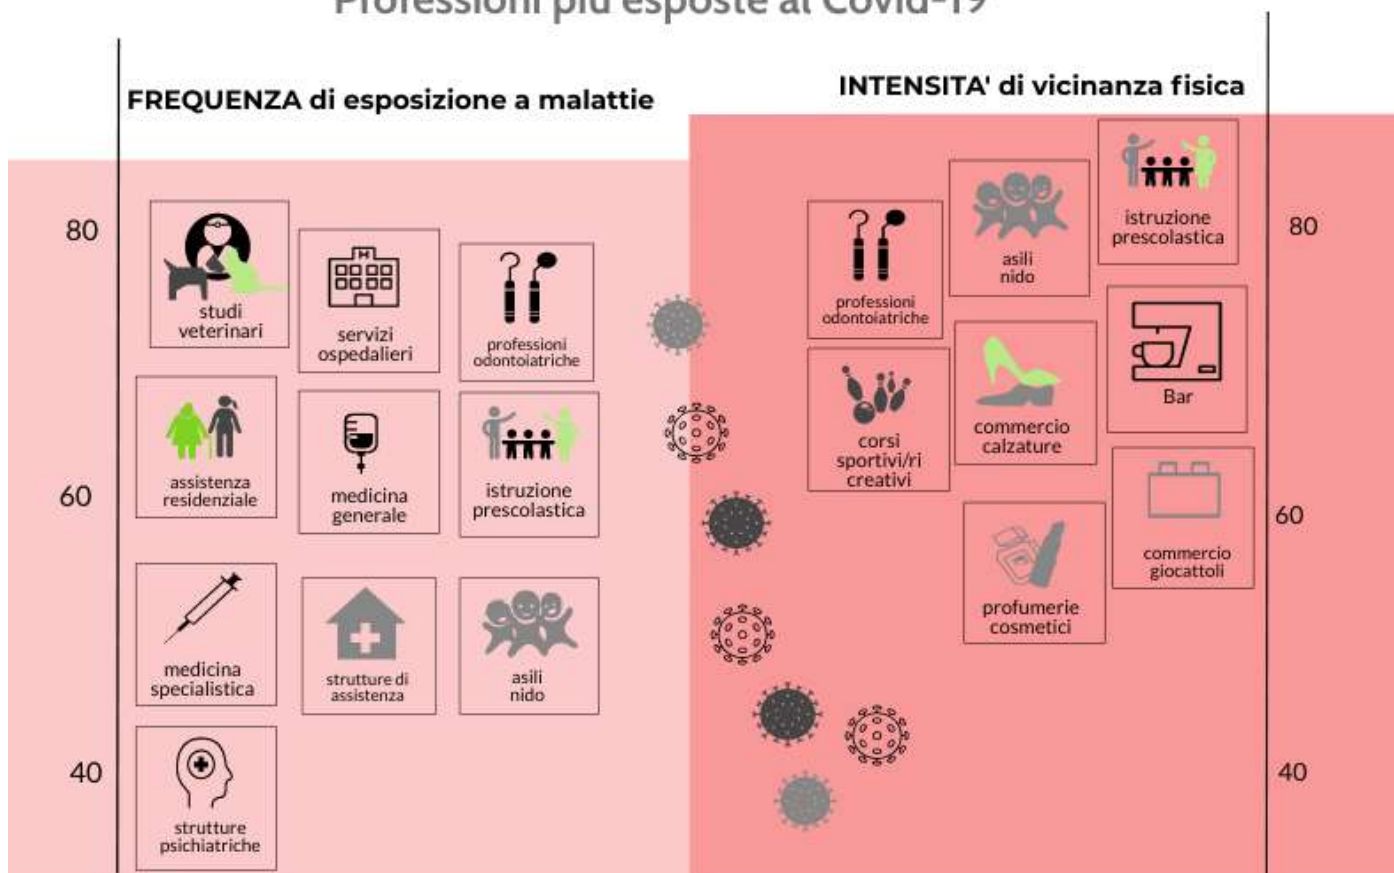 Professioni più esposte al Covid-19
FREQUENZA di esposizione a malattie
80
60
40
studi
veterinari
servizi
ospedalieri
professioni
odontoiatriche
assistenza
residenziale
medicina
generale
istruzione
prescolastica
medicina
specialistica
strutture di
assistenza
asili
nido
strutture
psichiatriche
INTENSITA' di vicinanza fisica
professioni
odontoiatriche
asili
nido
istruzione
prescolastica
corsi
sportivi/ri
creativi
commercio
calzature
Bar
profumerie
cosmetici
commercio
giocattoli
80
60
40
H